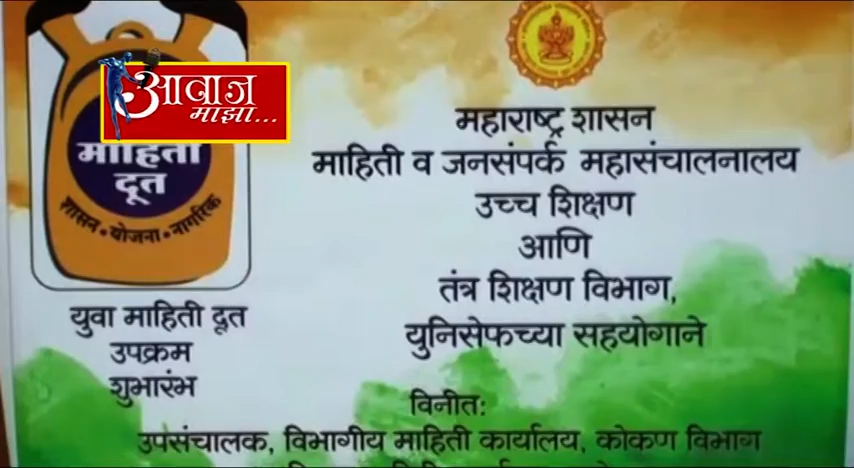 आवाज
माझा...
माहिती
दूत
शासन•योजना•नागरिक
युवा माहिती दूत
उपक्रम
शुभारंभ
महाराष्ट्र शासन
माहिती व जनसंपर्क महासंचालनालय
उच्च शिक्षण
आणि
तंत्र शिक्षण विभाग,
युनिसेफच्या सहयोगाने
विनीत:
उपसंचालक, विभागीय माहिती कार्यालय, कोकण विभाग